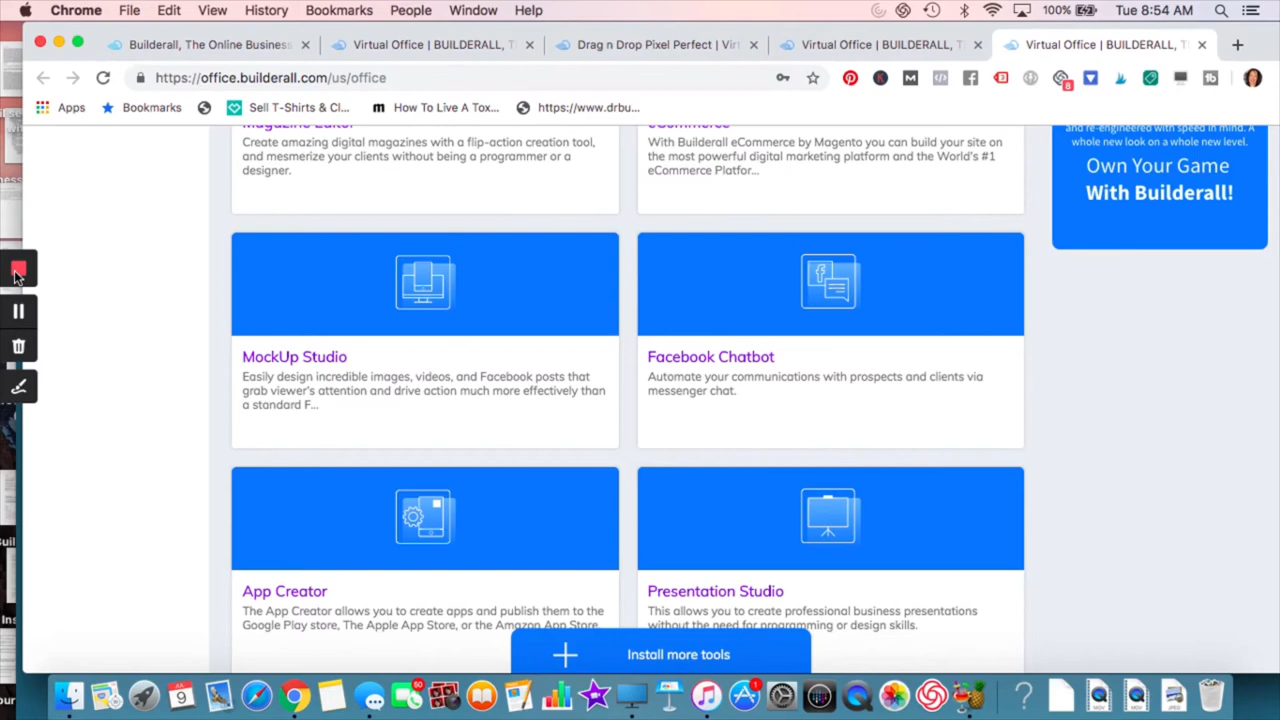 Chrome File Edit View History Bookmarks People Window Help 100% Tue 8:54 AM
Builderall, The Online Business Virtual Office | BUILDERALL, T Drag n Drop Pixel Perfect | Virt Virtual Office | BUILDERALL, T Virtual Office | BUILDERALL, T
https://office.builderall.com/us/office
8
Apps Bookmarks Sell T-Shirts & Cl... How To Live A Tox... https://www.drbu...
Magazine Editor
Create amazing digital magazines with a flip-action creation tool,
and mesmerize your clients without being a programmer or a
designer.
eCommerce
With Builderall eCommerce by Magento you can build your site
on the most powerful digital marketing platform and the World's #1
eCommerce Platfor...
and re-engineered with speed in mind. A
whole new look on a whole new level.
Own Your Game
With Builderall!
MockUp Studio
Easily design incredible images, videos, and Facebook posts that
grab viewer's attention and drive action much more effectively than
a standard F...
Facebook Chatbot
Automate your communications with prospects and clients via
messenger chat.
App Creator
The App Creator allows you to create apps and publish them to the
Google Play store, The Apple App Store, or the Amazon App Store.
Presentation Studio
This allows you to create professional business presentations
without the need for programming or design skills.
Install more tools